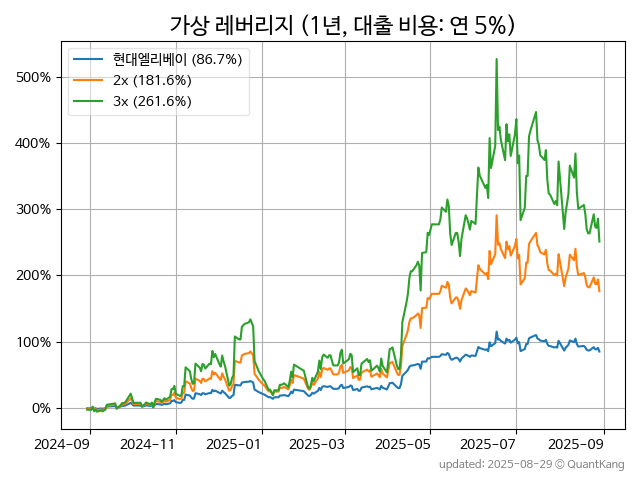 가상 레버리지 (1년, 대출 비용: 연 5%)
현대엘리베이 (86.7%)
2x (181.6%)
3x (261.6%)
500%
400%
300%
200%
100%
0%
2024-09 2024-11 2025-01 2025-03 2025-05 2025-07 2025-09
updated: 2025-08-29 © QuantKang